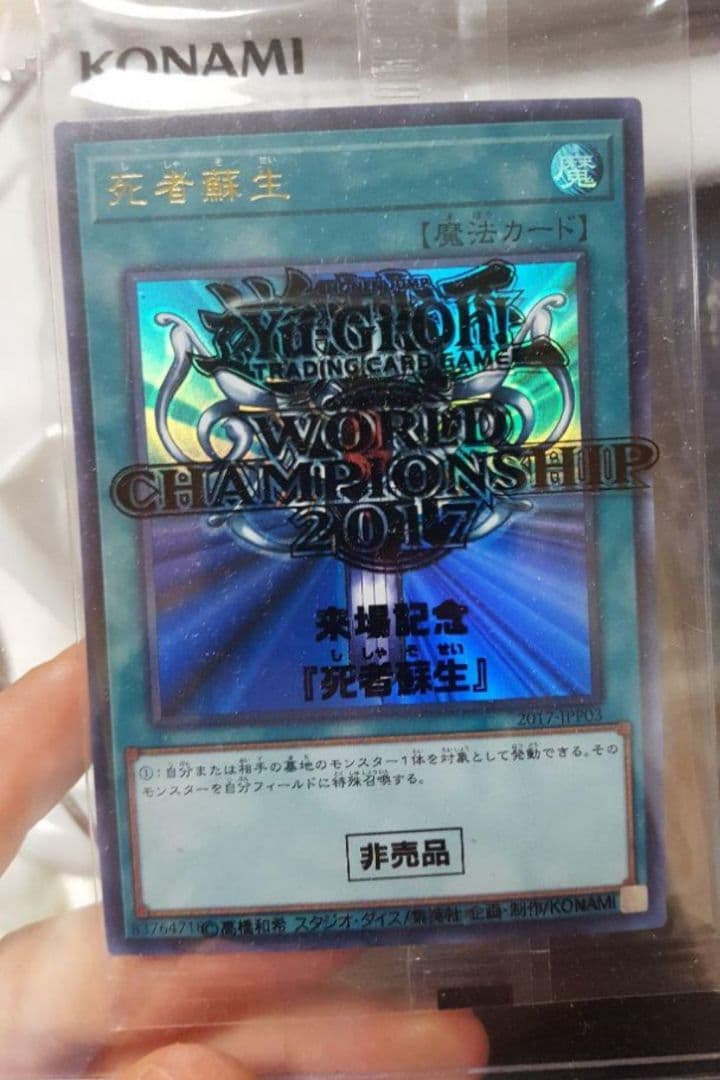 KONAMI
死者蘇生
魔
【魔法カード】
Yu-Gi-Oh!
TRADING CARD GAME
WORLD
CHAMPIONSHIP
2017
来場記念
『死者蘇生』
2017-JPP03
①:自分または相手の墓地のモンスター1体を対象として発動できる。その
モンスターを自分フィールドに特殊召喚する。
非売品
83764718 ©高橋和希 スタジオ・ダイス/集英社 企画・制作/KONAMI